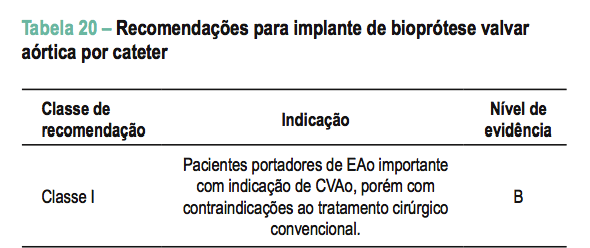 Tabela 20 – Recomendações para implante de bioprótese valvar
aórtica por cateter
Classe de
recomendação
Indicação
Nível de
evidência
Classe I
Pacientes portadores de EAo importante
com indicação de CVAo, porém com
contraindicações ao tratamento cirúrgico
convencional.
B